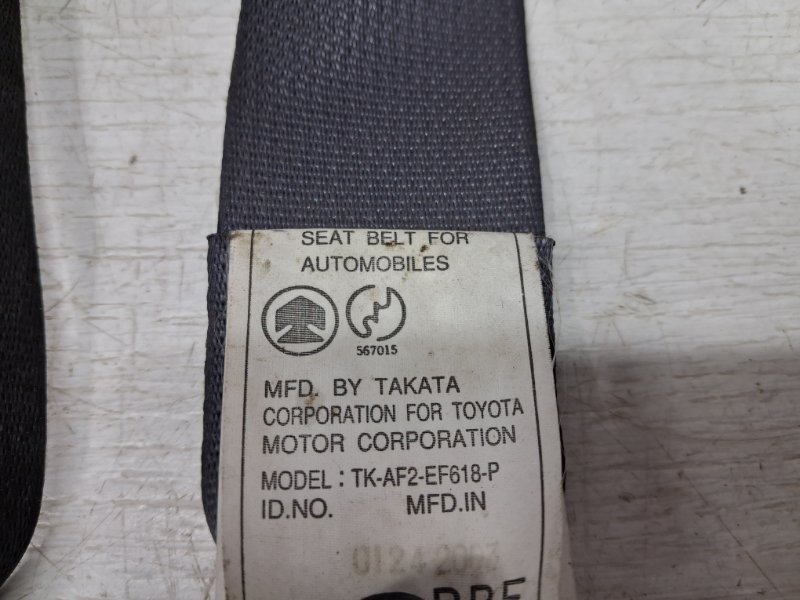 SEAT BELT FOR
AUTOMOBILES
567015
MFD. BY TAKATA
CORPORATION FOR TOYOTA
MOTOR CORPORATION
MODEL : TK-AF2-EF618-P
ID.NO. MFD.IN